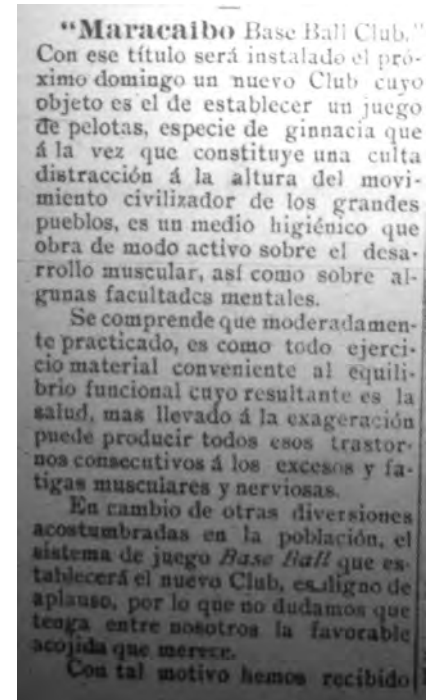 “Maracaibo Base Ball Club.”
Con ese título será instalado el pró-
ximo domingo un nuevo Club cuyo
objeto es el de establecer un juego
de pelotas, especie de ginnacia que
á la vez que constituye una culta
distracción á la altura del movi-
miento civilizador de los grandes
pueblos, es un medio higiénico que
obra de modo activo sobre el desa-
rrollo muscular, así como sobre al-
gunas facultades mentales.
Se comprende que moderadamen-
te practicado, es como todo ejerci-
cio material conveniente al equili-
brio funcional cuyo resultante es la
salud, mas llevado á la exageración
puede producir todos esos trastor-
nos consecutivos á los excesos y fa-
tigas musculares y nerviosas.
En cambio de otras diversiones
acostumbradas en la población, el
sistema de juego Base Ball que es-
tablecerá el nuevo Club, es digno de
aplauso, por lo que no dudamos que
tenga entre nosotros la favorable
acojida que merece.
Con tal motivo hemos recibido